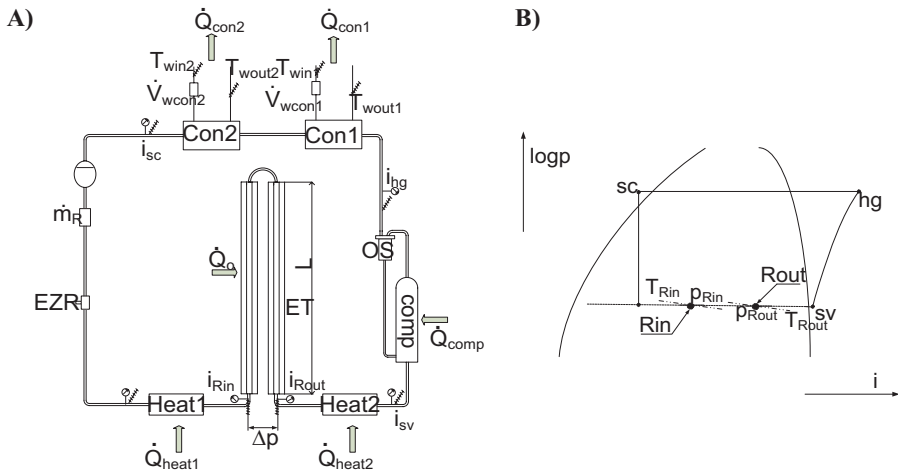 A)
B)
Q̇con2
Q̇con1
Twin2
Twout2
Twin
V̇wcon2
V̇wcon1
Twout1
Con2
Con1
isc
ihg
ṁR
OS
Q̇o
L
EZR
ET
comp
Q̇comp
iRin
iRout
Heat1
Heat2
isv
Δp
Q̇heat1
Q̇heat2
logp
sc
hg
TRin
pRin
Rout
Rin
pRout
TRout
sv
i